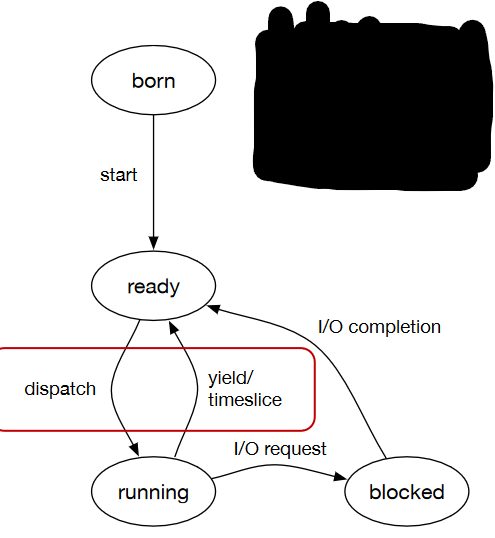 born
start
ready
I/O completion
dispatch
yield/
timeslice
I/O request
running
blocked